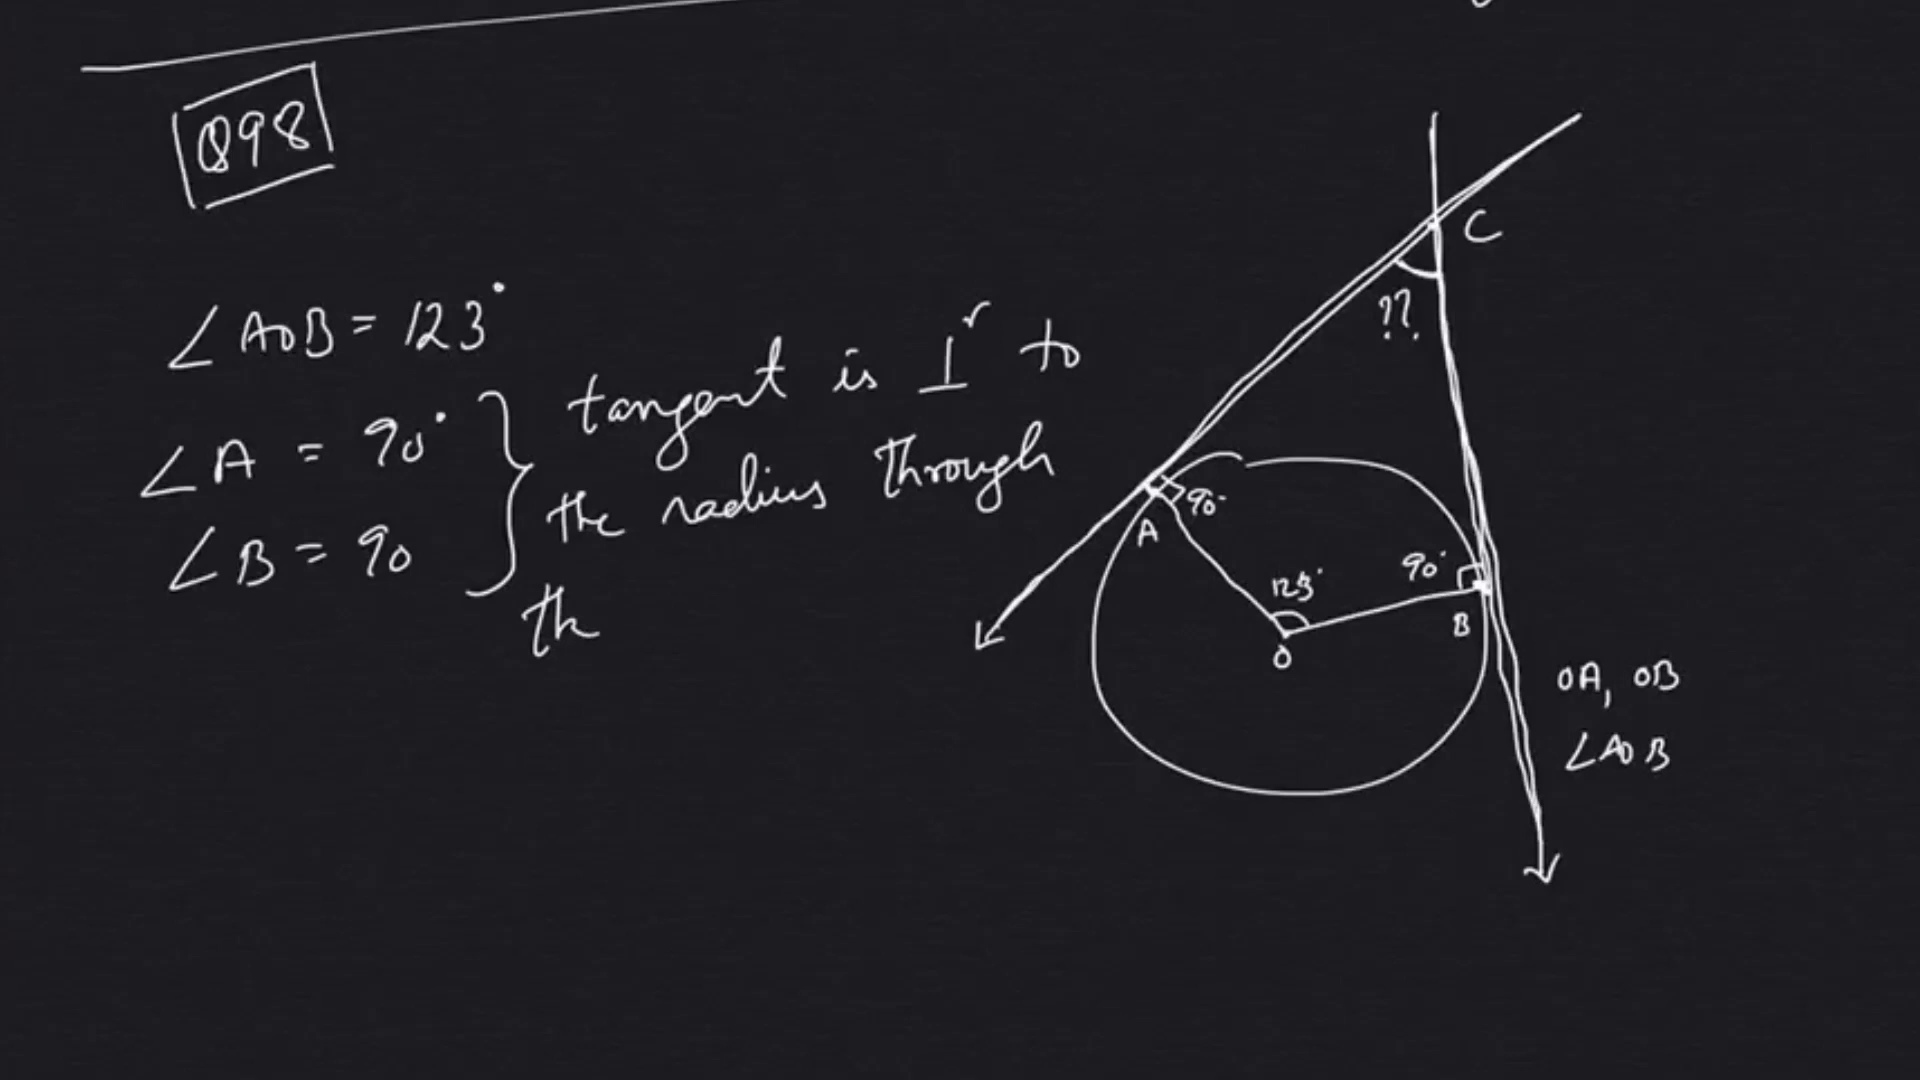 Q98
∠AOB = 123°
∠A = 90°
∠B = 90
tangent is ⊥r to
the radius through
th
C
??
A
90°
123°
90°
B
O
OA, OB
∠AOB